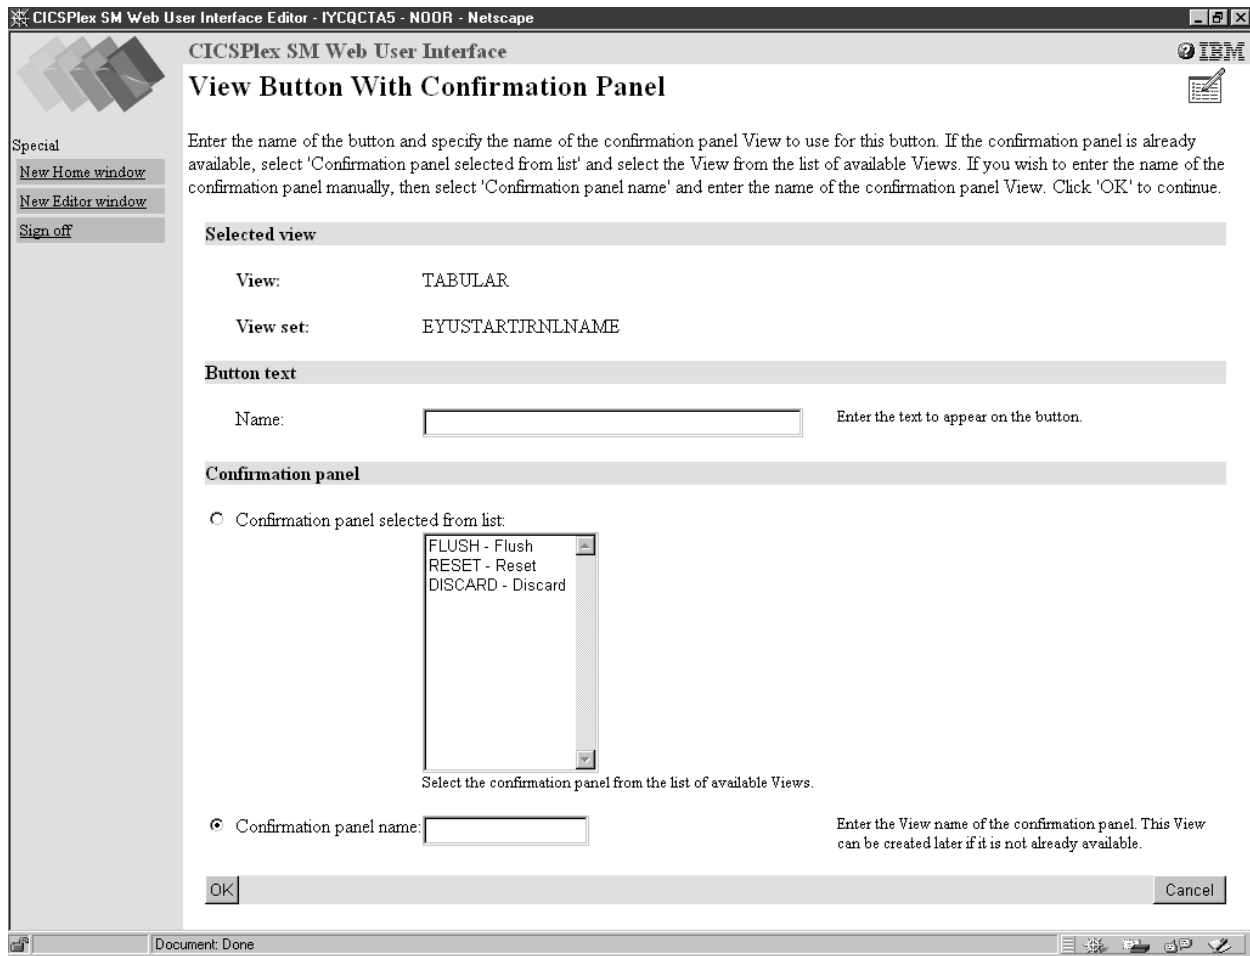 CICSPlex SM Web User Interface Editor - IYCQCTA5 - NOOR - Netscape
CICSPlex SM Web User Interface
IBM
View Button With Confirmation Panel
Special
New Home window
New Editor window
Sign off
Enter the name of the button and specify the name of the confirmation panel View to use for this button. If the confirmation panel is already
available, select 'Confirmation panel selected from list' and select the View from the list of available Views. If you wish to enter the name of the
confirmation panel manually, then select 'Confirmation panel name' and enter the name of the confirmation panel View. Click 'OK' to continue.
Selected view
View: TABULAR
View set: EYUSTARTJRNLNAME
Button text
Name: Enter the text to appear on the button.
Confirmation panel
Confirmation panel selected from list:
FLUSH - Flush
RESET - Reset
DISCARD - Discard
Select the confirmation panel from the list of available Views.
Confirmation panel name:
Enter the View name of the confirmation panel. This View
can be created later if it is not already available.
OK Cancel
Document: Done